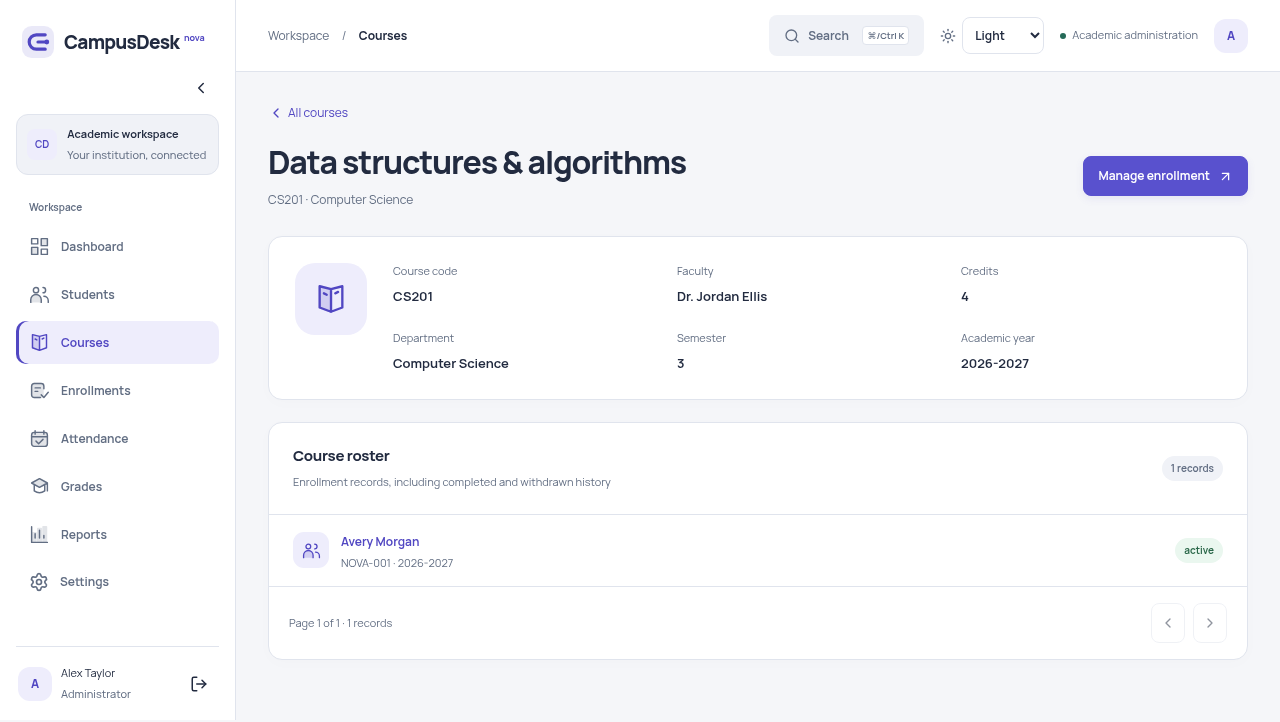 CampusDesk nova
CD
Academic workspace
Your institution, connected
Workspace
Dashboard
Students
Courses
Enrollments
Attendance
Grades
Reports
Settings
A
Alex Taylor
Administrator
Workspace / Courses
Search ⌘/Ctrl K
Light
Academic administration
A
All courses
Data structures & algorithms
CS201 · Computer Science
Manage enrollment
Course code
CS201
Faculty
Dr. Jordan Ellis
Credits
4
Department
Computer Science
Semester
3
Academic year
2026-2027
Course roster
Enrollment records, including completed and withdrawn history
1 records
Avery Morgan
NOVA-001 · 2026-2027
active
Page 1 of 1 · 1 records